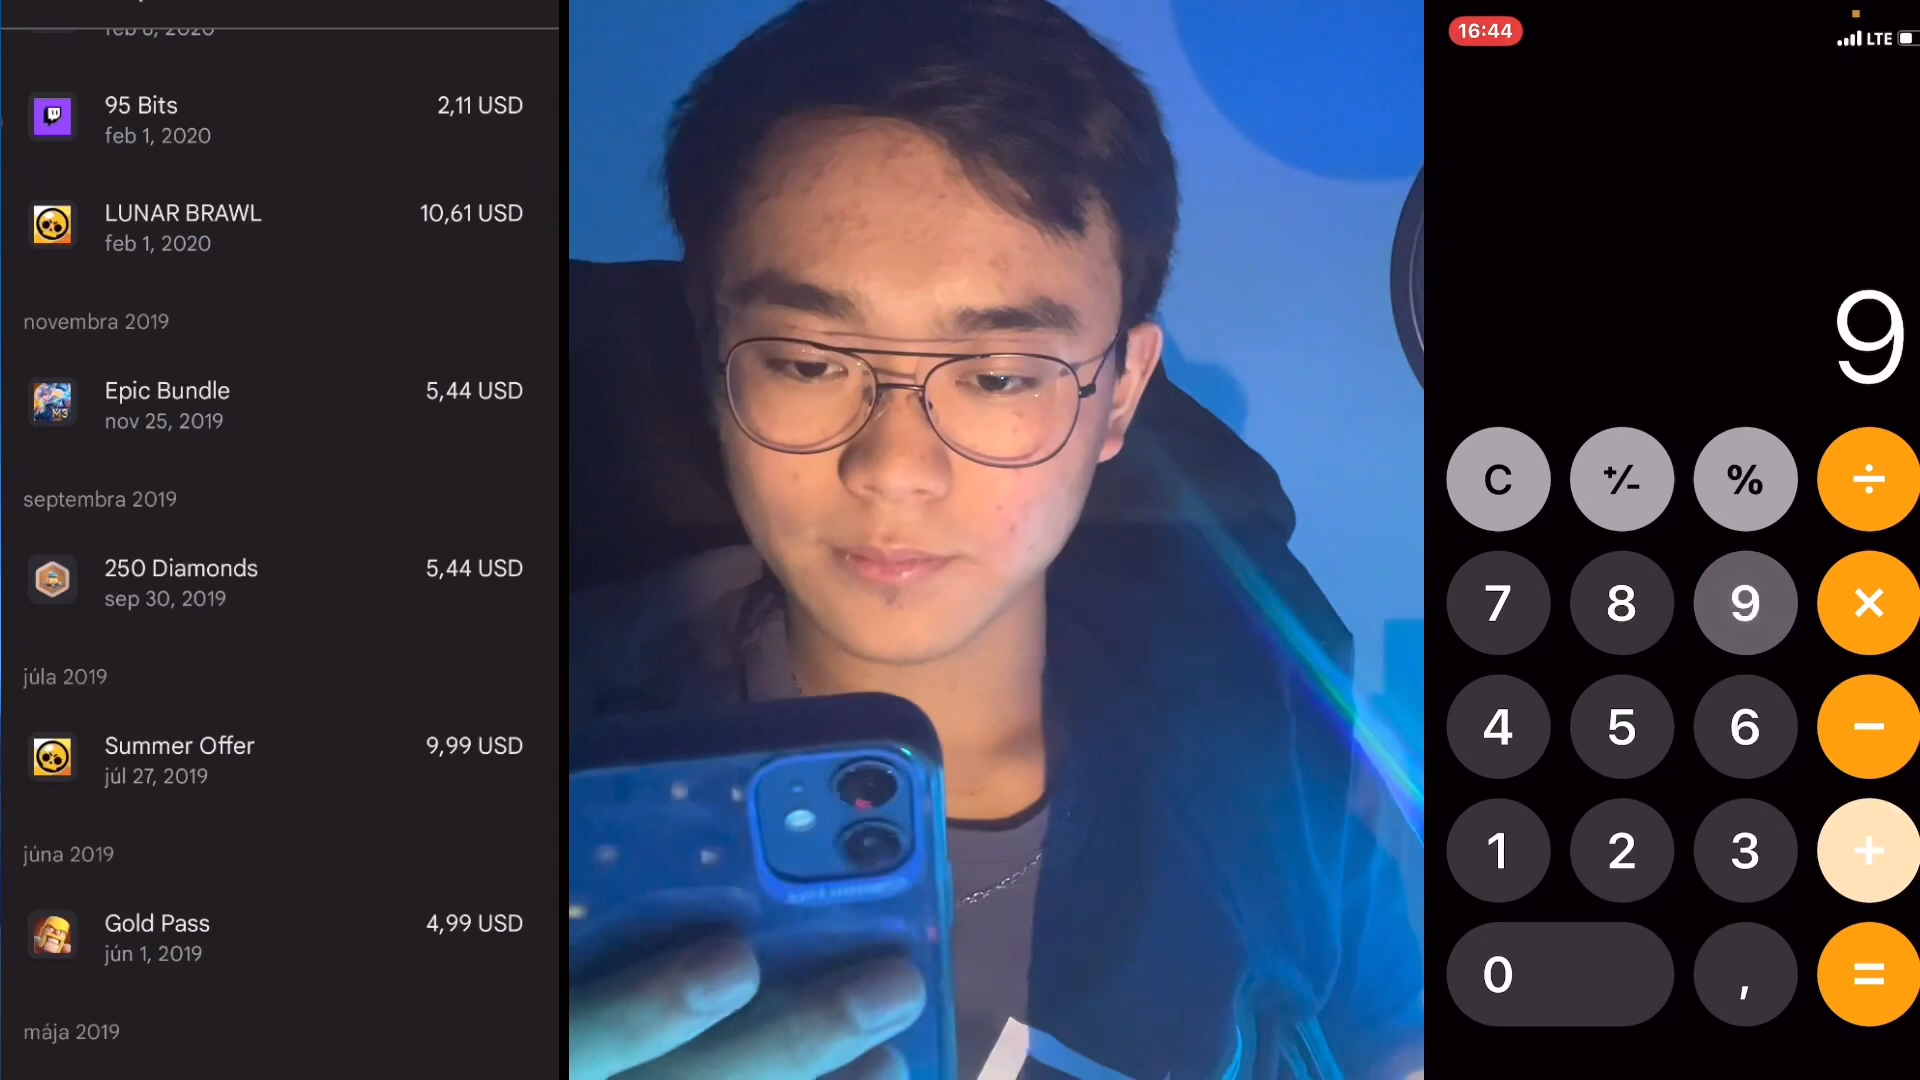 feb 8, 2020
95 Bits
2,11 USD
feb 1, 2020
LUNAR BRAWL
10,61 USD
feb 1, 2020
novembra 2019
Epic Bundle
5,44 USD
nov 25, 2019
septembra 2019
250 Diamonds
5,44 USD
sep 30, 2019
júla 2019
Summer Offer
9,99 USD
júl 27, 2019
júna 2019
Gold Pass
4,99 USD
jún 1, 2019
mája 2019
16:44
LTE
9
C +/- % ÷
7 8 9 ×
4 5 6 −
1 2 3 +
0 , =